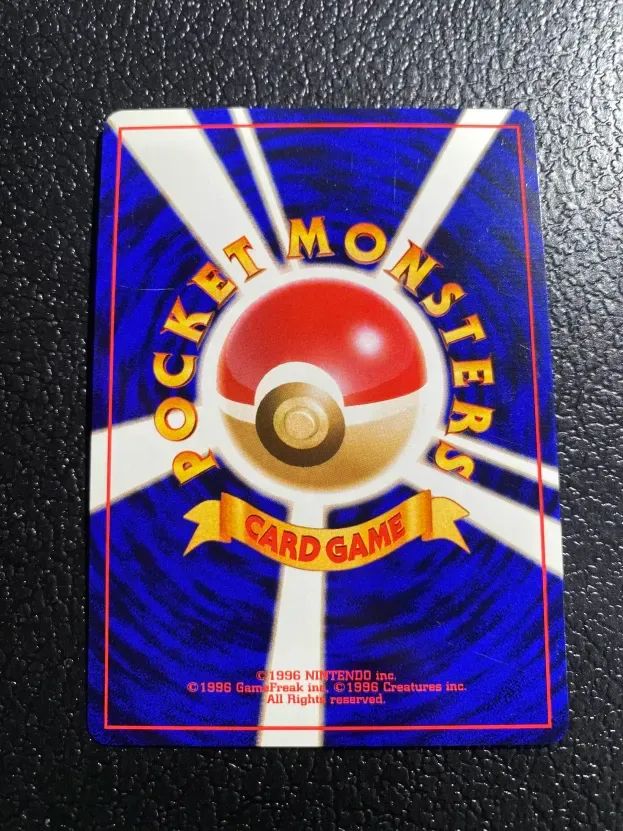 POCKET MONSTERS
CARD GAME
©1996 NINTENDO inc.
©1996 GameFreak inc. ©1996 Creatures inc.
All Rights reserved.